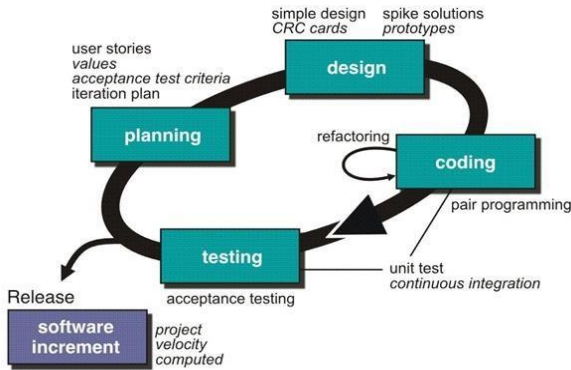 simple design
CRC cards
spike solutions
prototypes
design
user stories
values
acceptance test criteria
iteration plan
planning
refactoring
coding
pair programming
testing
unit test
continuous integration
acceptance testing
Release
software
increment
project
velocity
computed